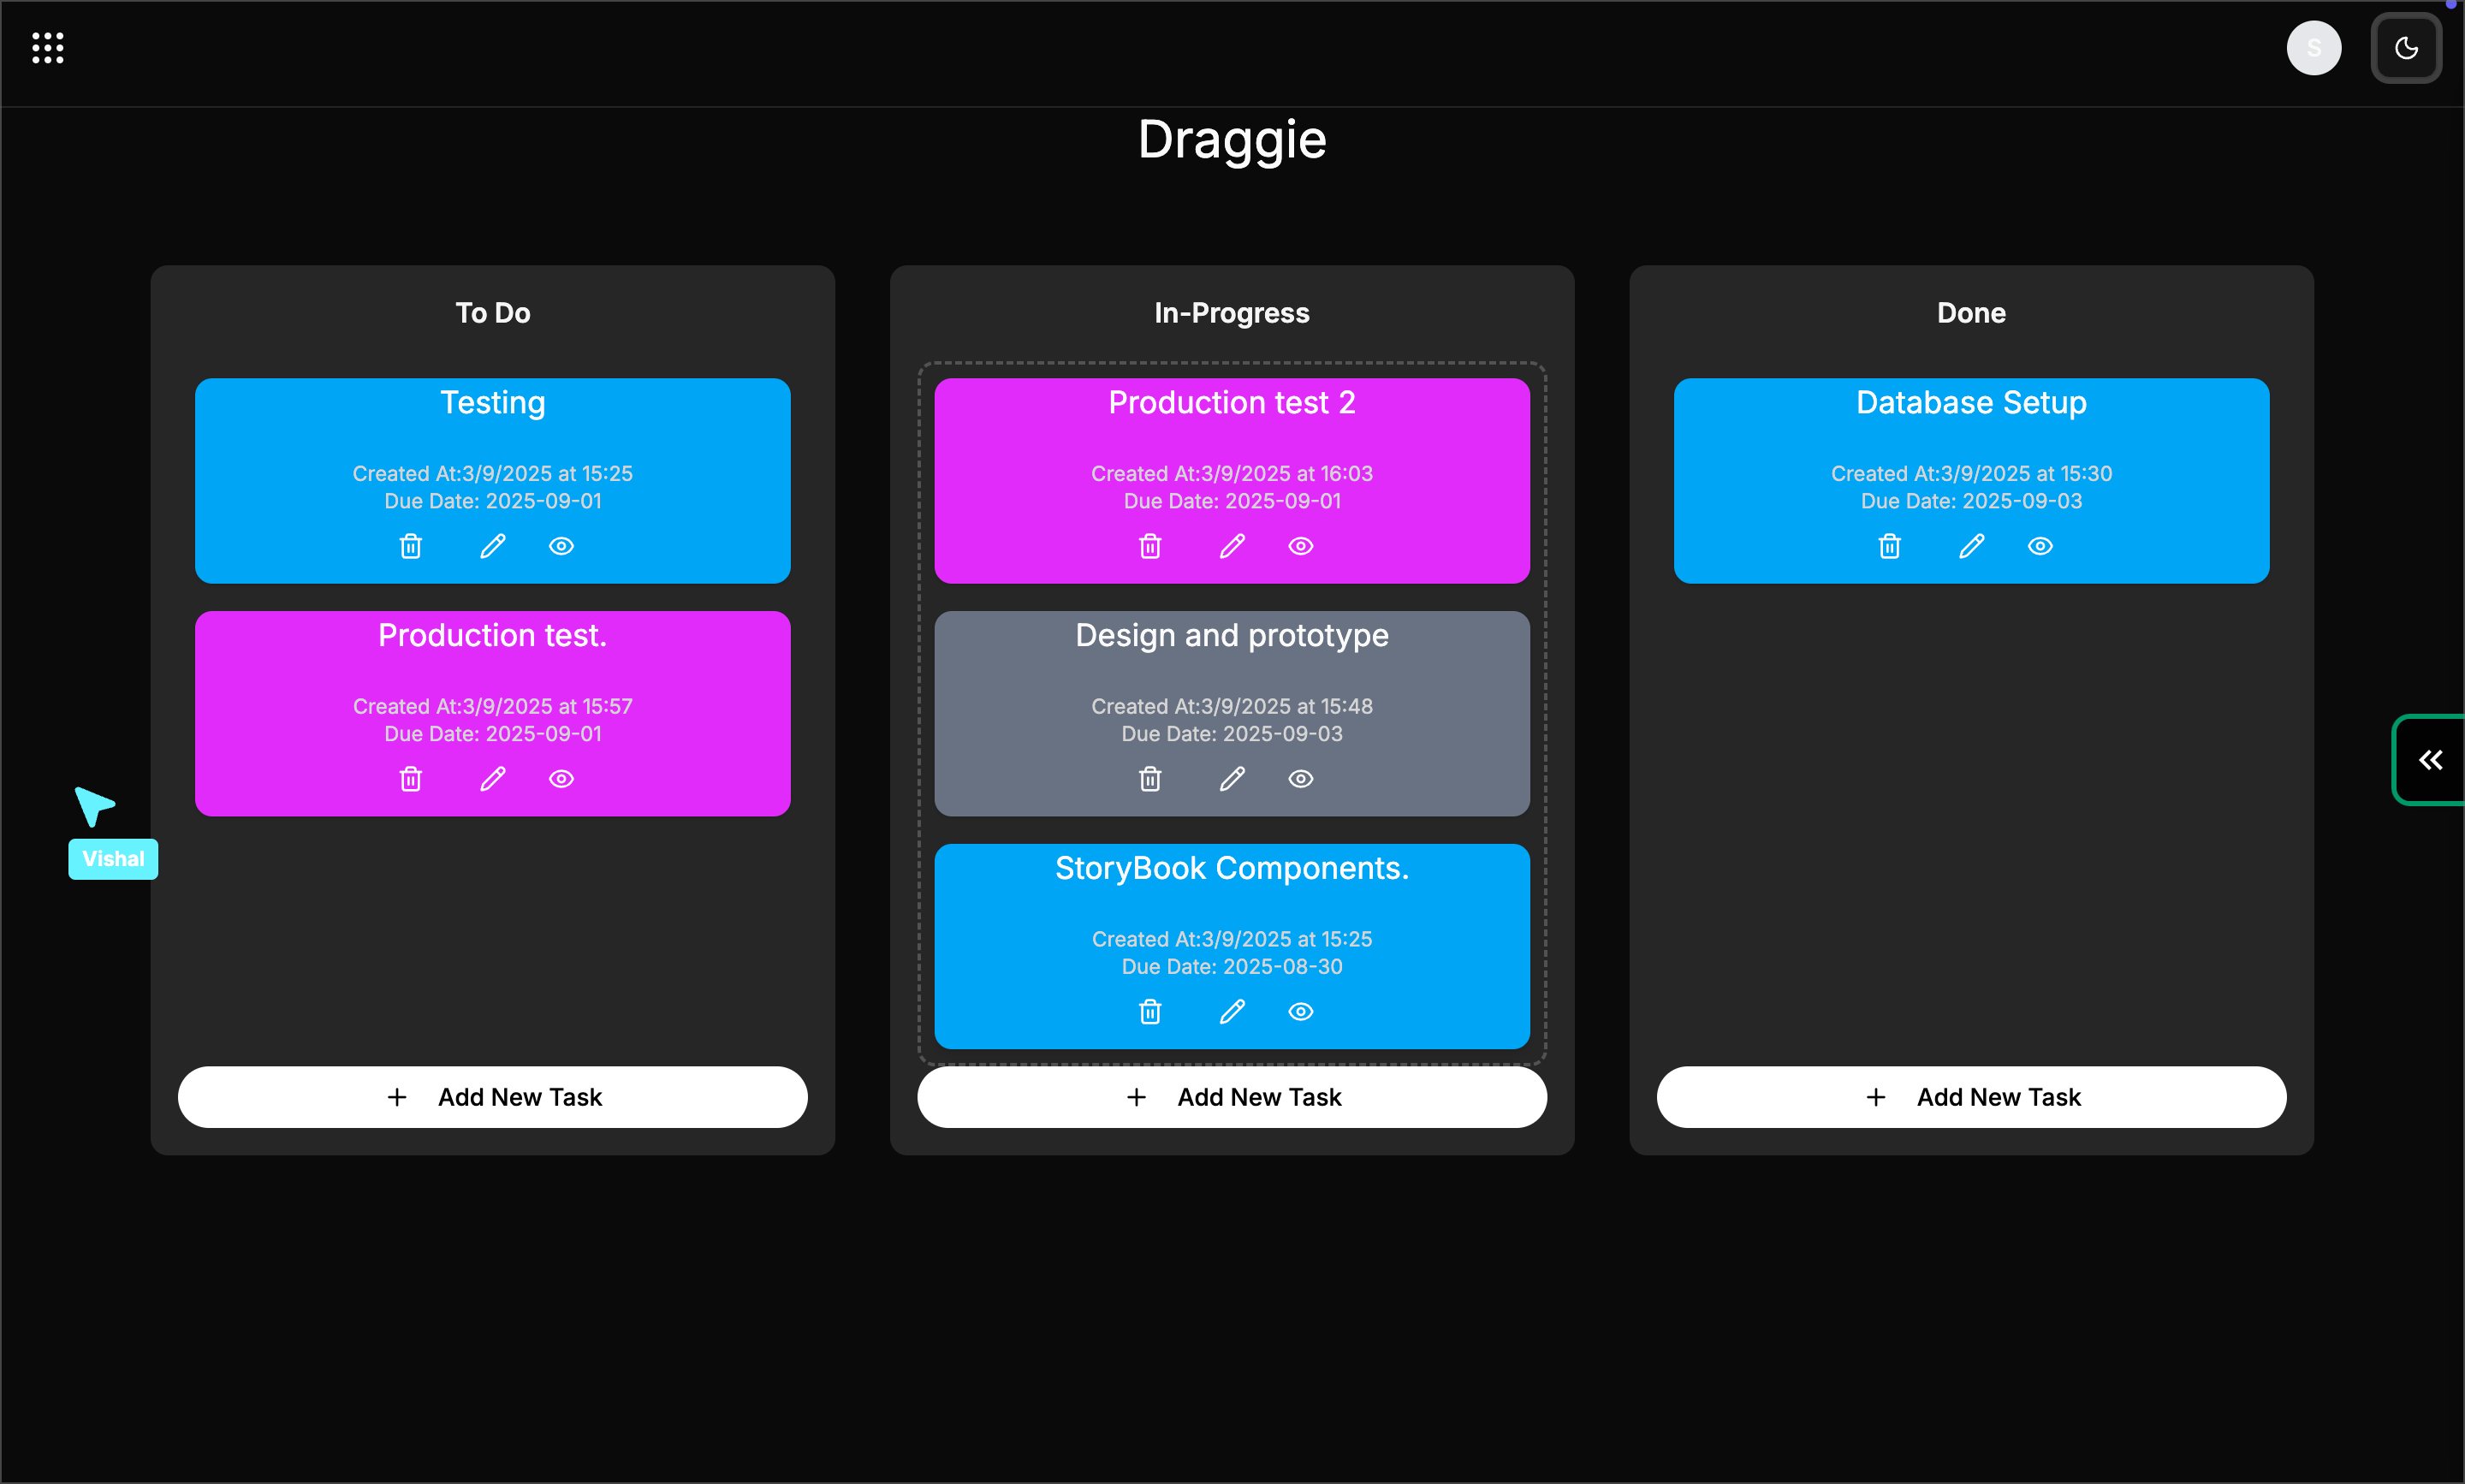 S
Draggie
To Do
Testing
Created At:3/9/2025 at 15:25
Due Date: 2025-09-01
Production test.
Created At:3/9/2025 at 15:57
Due Date: 2025-09-01
Vishal
Add New Task
In-Progress
Production test 2
Created At:3/9/2025 at 16:03
Due Date: 2025-09-01
Design and prototype
Created At:3/9/2025 at 15:48
Due Date: 2025-09-03
StoryBook Components.
Created At:3/9/2025 at 15:25
Due Date: 2025-08-30
Add New Task
Done
Database Setup
Created At:3/9/2025 at 15:30
Due Date: 2025-09-03
Add New Task